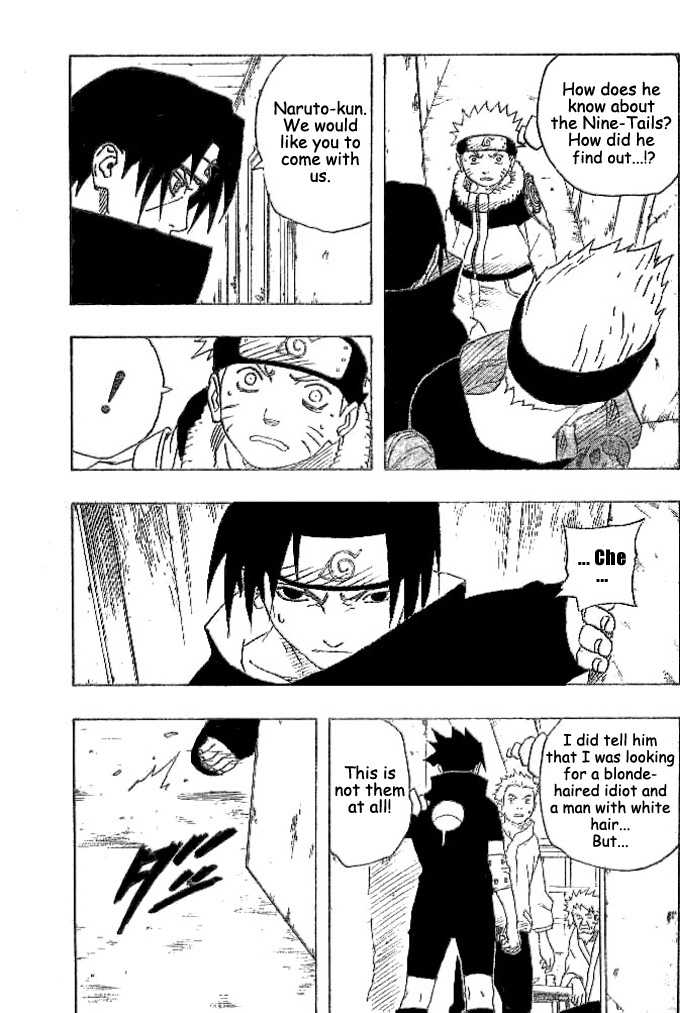 How does he
know about
the Nine-Tails?
How did he
find out...!?
Naruto-kun.
We would
like you to
come with
us.
!
... Che
...
I did tell him
that I was looking
for a blonde-
haired idiot and
a man with white
hair...
But...
This is
not them
at all!
ダッ